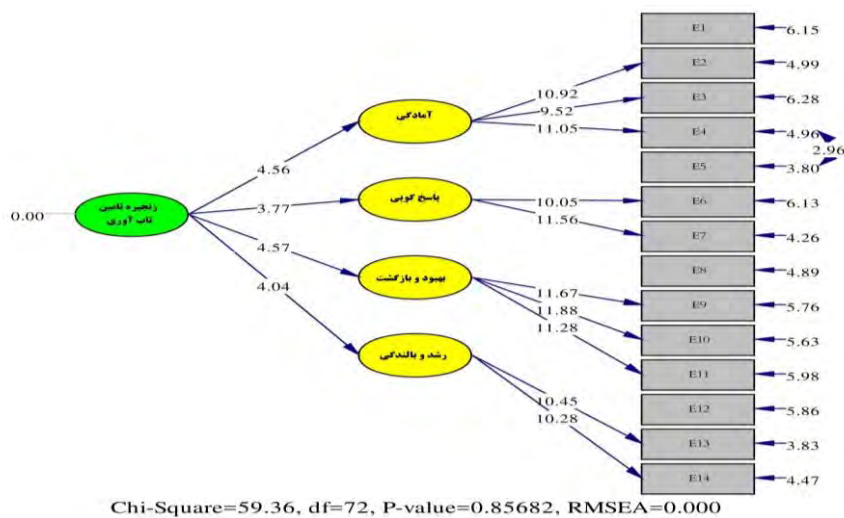 E1
6.15
E2
4.99
10.92
E3
6.28
آمادگی
9.52
E4
4.96
11.05
2.96
4.56
E5
3.80
پاسخ گویی
10.05
E6
6.13
0.00
زنجیره تامین
تاب آوری
3.77
11.56
E7
4.26
4.57
E8
4.89
بهبود و بازگشت
11.67
E9
5.76
4.04
11.88
E10
5.63
11.28
E11
5.98
رشد و بالندگی
E12
5.86
10.45
E13
3.83
10.28
E14
4.47
Chi-Square=59.36, df=72, P-value=0.85682, RMSEA=0.000